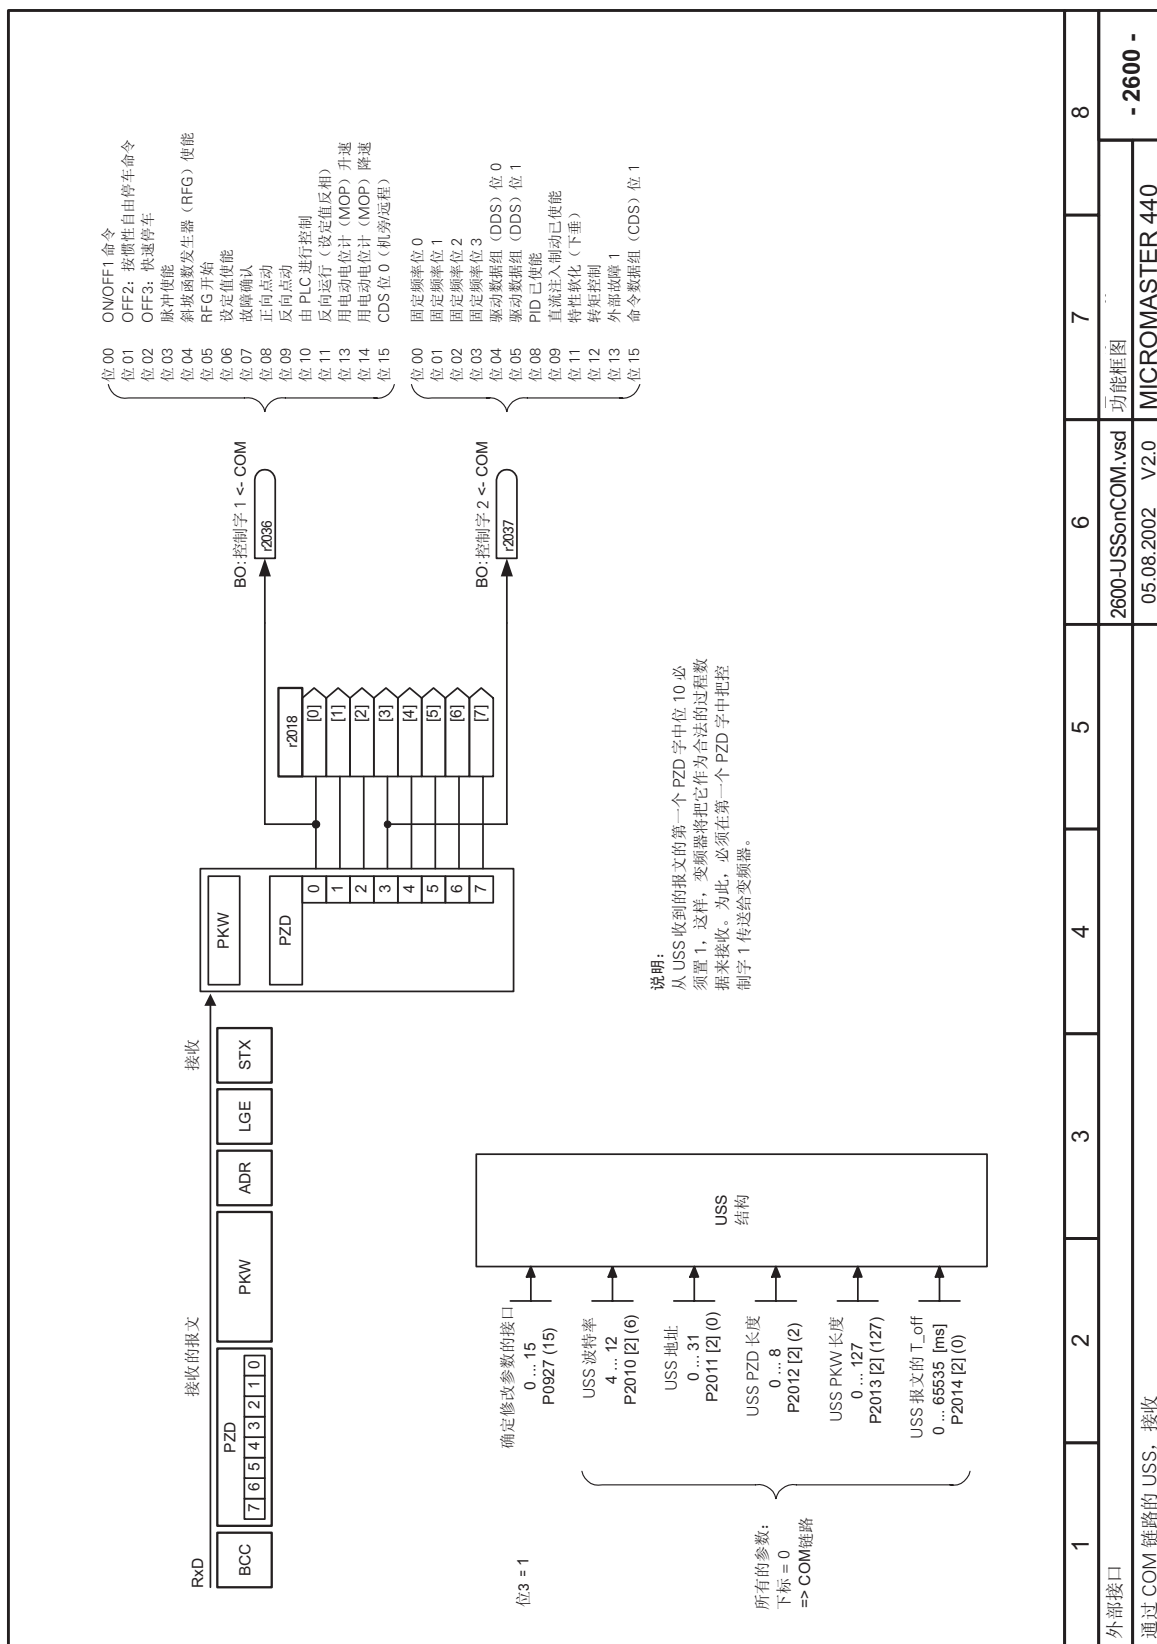 RxD
接收的报文
接收
BCC
PZD
7 6 5 4 3 2 1 0
PKW
ADR
LGE
STX
PKW
PZD
0
1
2
3
4
5
6
7
r2018
[0]
[1]
[2]
[3]
[4]
[5]
[6]
[7]
BO:控制字 1 <- COM
r2036
BO:控制字 2 <- COM
r2037
位 00 ON/OFF1 命令
位 01 OFF2：按惯性自由停车命令
位 02 OFF3：快速停车
位 03 脉冲使能
位 04 斜坡函数发生器（RFG）使能
位 05 RFG 开始
位 06 设定值使能
位 07 故障确认
位 08 正向点动
位 09 反向点动
位 10 由 PLC 进行控制
位 11 反向运行（设定值反相）
位 13 用电动电位计（MOP）升速
位 14 用电动电位计（MOP）降速
位 15 CDS 位 0（机旁/远程）
位 00 固定频率位 0
位 01 固定频率位 1
位 02 固定频率位 2
位 03 固定频率位 3
位 04 驱动数据组（DDS）位 0
位 05 驱动数据组（DDS）位 1
位 08 PID 已使能
位 09 直流注入制动已使能
位 11 特性软化（下垂）
位 12 转矩控制
位 13 外部故障 1
位 15 命令数据组（CDS）位 1
位3 = 1
确定修改参数的接口
0 ... 15
P0927 (15)
USS 波特率
4 ... 12
P2010 [2] (6)
USS 地址
0 ... 31
P2011 [2] (0)
USS PZD 长度
0 ... 8
P2012 [2] (2)
USS PKW 长度
0 ... 127
P2013 [2] (127)
USS 报文的 T_off
0 ... 65535 [ms]
P2014 [2] (0)
所有的参数：
下标 = 0
=> COM链路
USS
结构
说明：
从 USS 收到的报文的第一个 PZD 字中位 10 必
须置 1，这样，变频器将把它作为合法的过程数
据来接收。为此，必须在第一个 PZD 字中把控
制字 1 传送给变频器。
1 2 3 4 5 6 7 8
外部接口
2600-USSonCOM.vsd
功能框图
- 2600 -
通过 COM 链路的 USS，接收
05.08.2002 V2.0
MICROMASTER 440